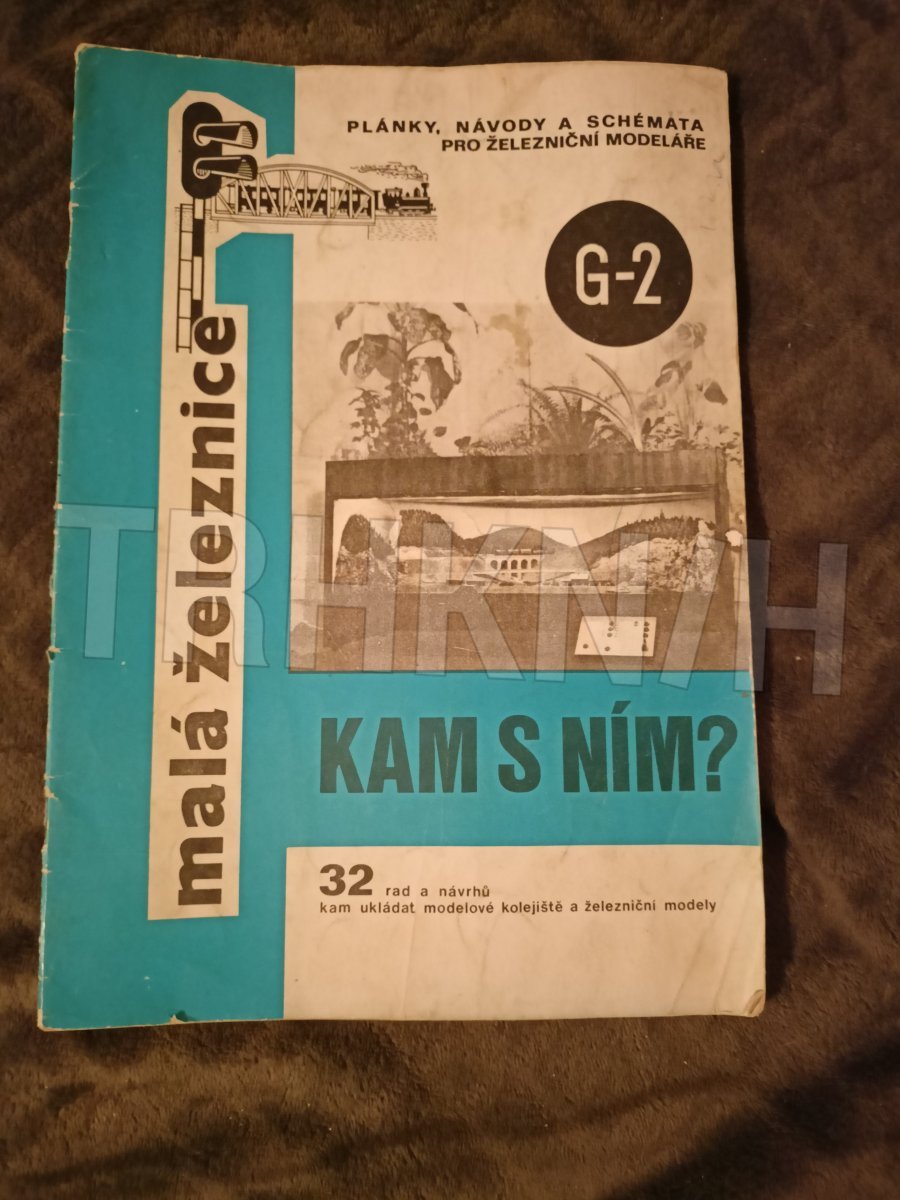 PLÁNKY, NÁVODY A SCHÉMATA
PRO ŽELEZNIČNÍ MODELÁŘE
G-2
malá železnice
KAM S NÍM?
32 rad a návrhů
kam ukládat modelové kolejiště a železniční modely
TRHKNIH